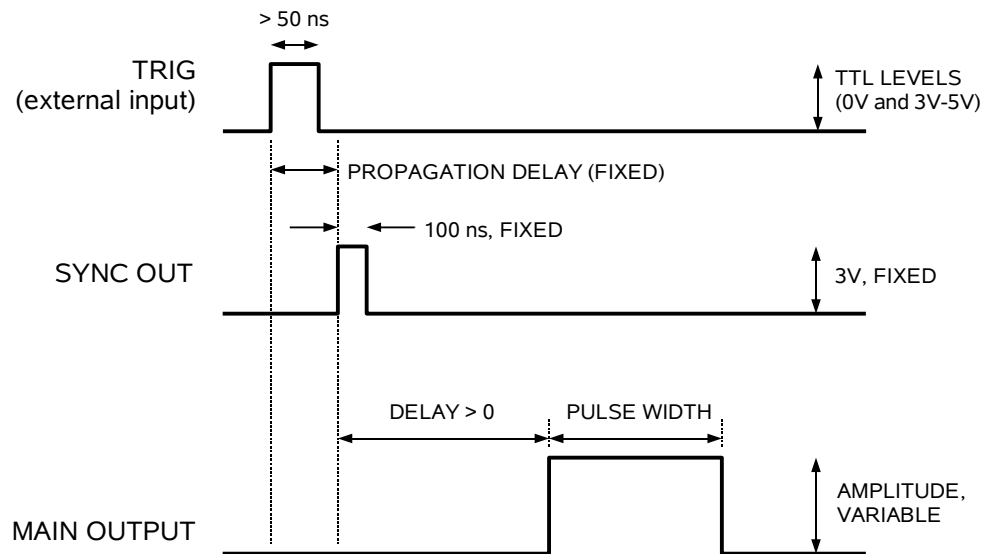 > 50 ns
TRIG
(external input)
TTL LEVELS
(0V and 3V-5V)
PROPAGATION DELAY (FIXED)
100 ns, FIXED
SYNC OUT
3V, FIXED
DELAY > 0
PULSE WIDTH
MAIN OUTPUT
AMPLITUDE,
VARIABLE